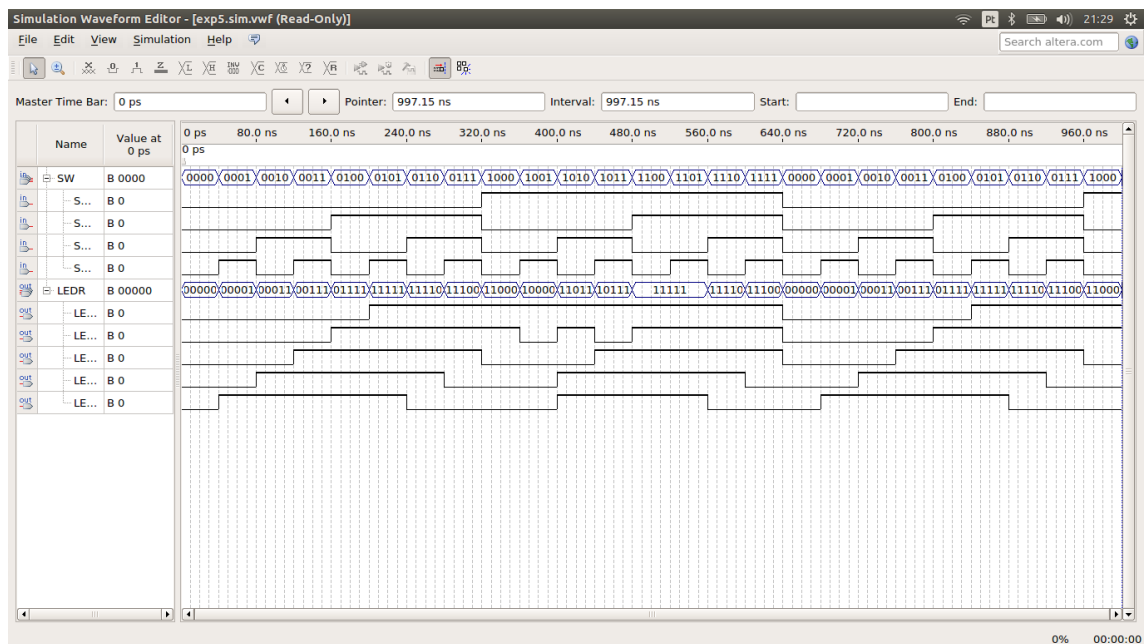 Simulation Waveform Editor - [exp5.sim.vwf (Read-Only)] Pt 21:29
File Edit View Simulation Help Search altera.com
Master Time Bar: 0 ps Pointer: 997.15 ns Interval: 997.15 ns Start: End:
Name Value at 0 ps 0 ps 80.0 ns 160.0 ns 240.0 ns 320.0 ns 400.0 ns 480.0 ns 560.0 ns 640.0 ns 720.0 ns 800.0 ns 880.0 ns 960.0 ns
0 ps
SW B 0000 0000 0001 0010 0011 0100 0101 0110 0111 1000 1001 1010 1011 1100 1101 1110 1111 0000 0001 0010 0011 0100 0101 0110 0111 1000
S... B 0
S... B 0
S... B 0
S... B 0
LEDR B 00000 00000 00001 00011 00111 01111 11111 11110 11100 11000 10000 11011 10111 11111 11110 11100 00000 00001 00011 00111 01111 11111 11110 11100 11000
LE... B 0
LE... B 0
LE... B 0
LE... B 0
LE... B 0
0% 00:00:00